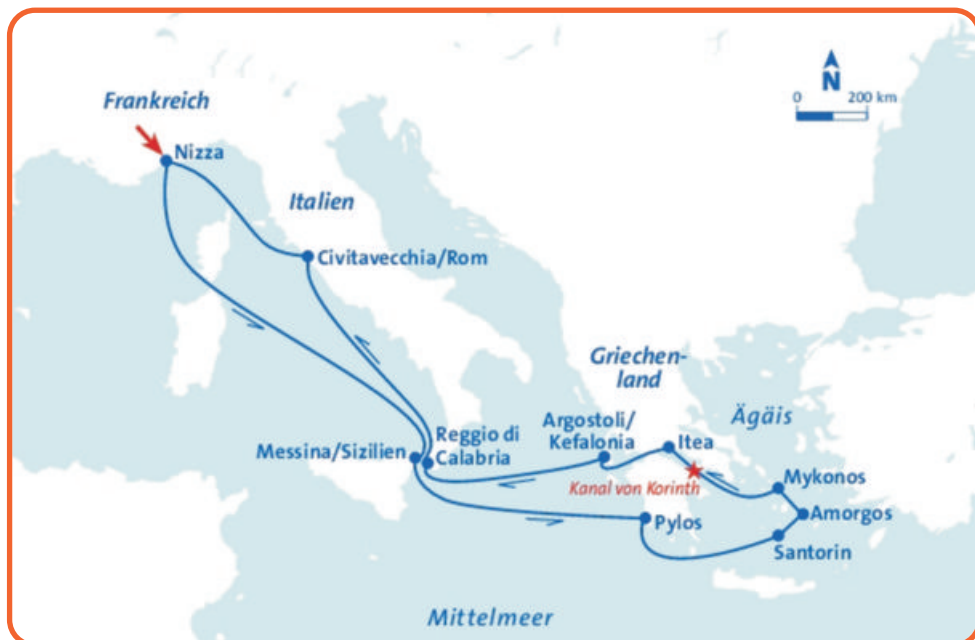 Frankreich
N
0 200 km
Nizza
Italien
Civitavecchia/Rom
Griechen-
land
Ägäis
Argostoli/
Kefalonia
Itea
Reggio di
Calabria
Messina/Sizilien
Kanal von Korinth
Mykonos
Amorgos
Pylos
Santorin
Mittelmeer